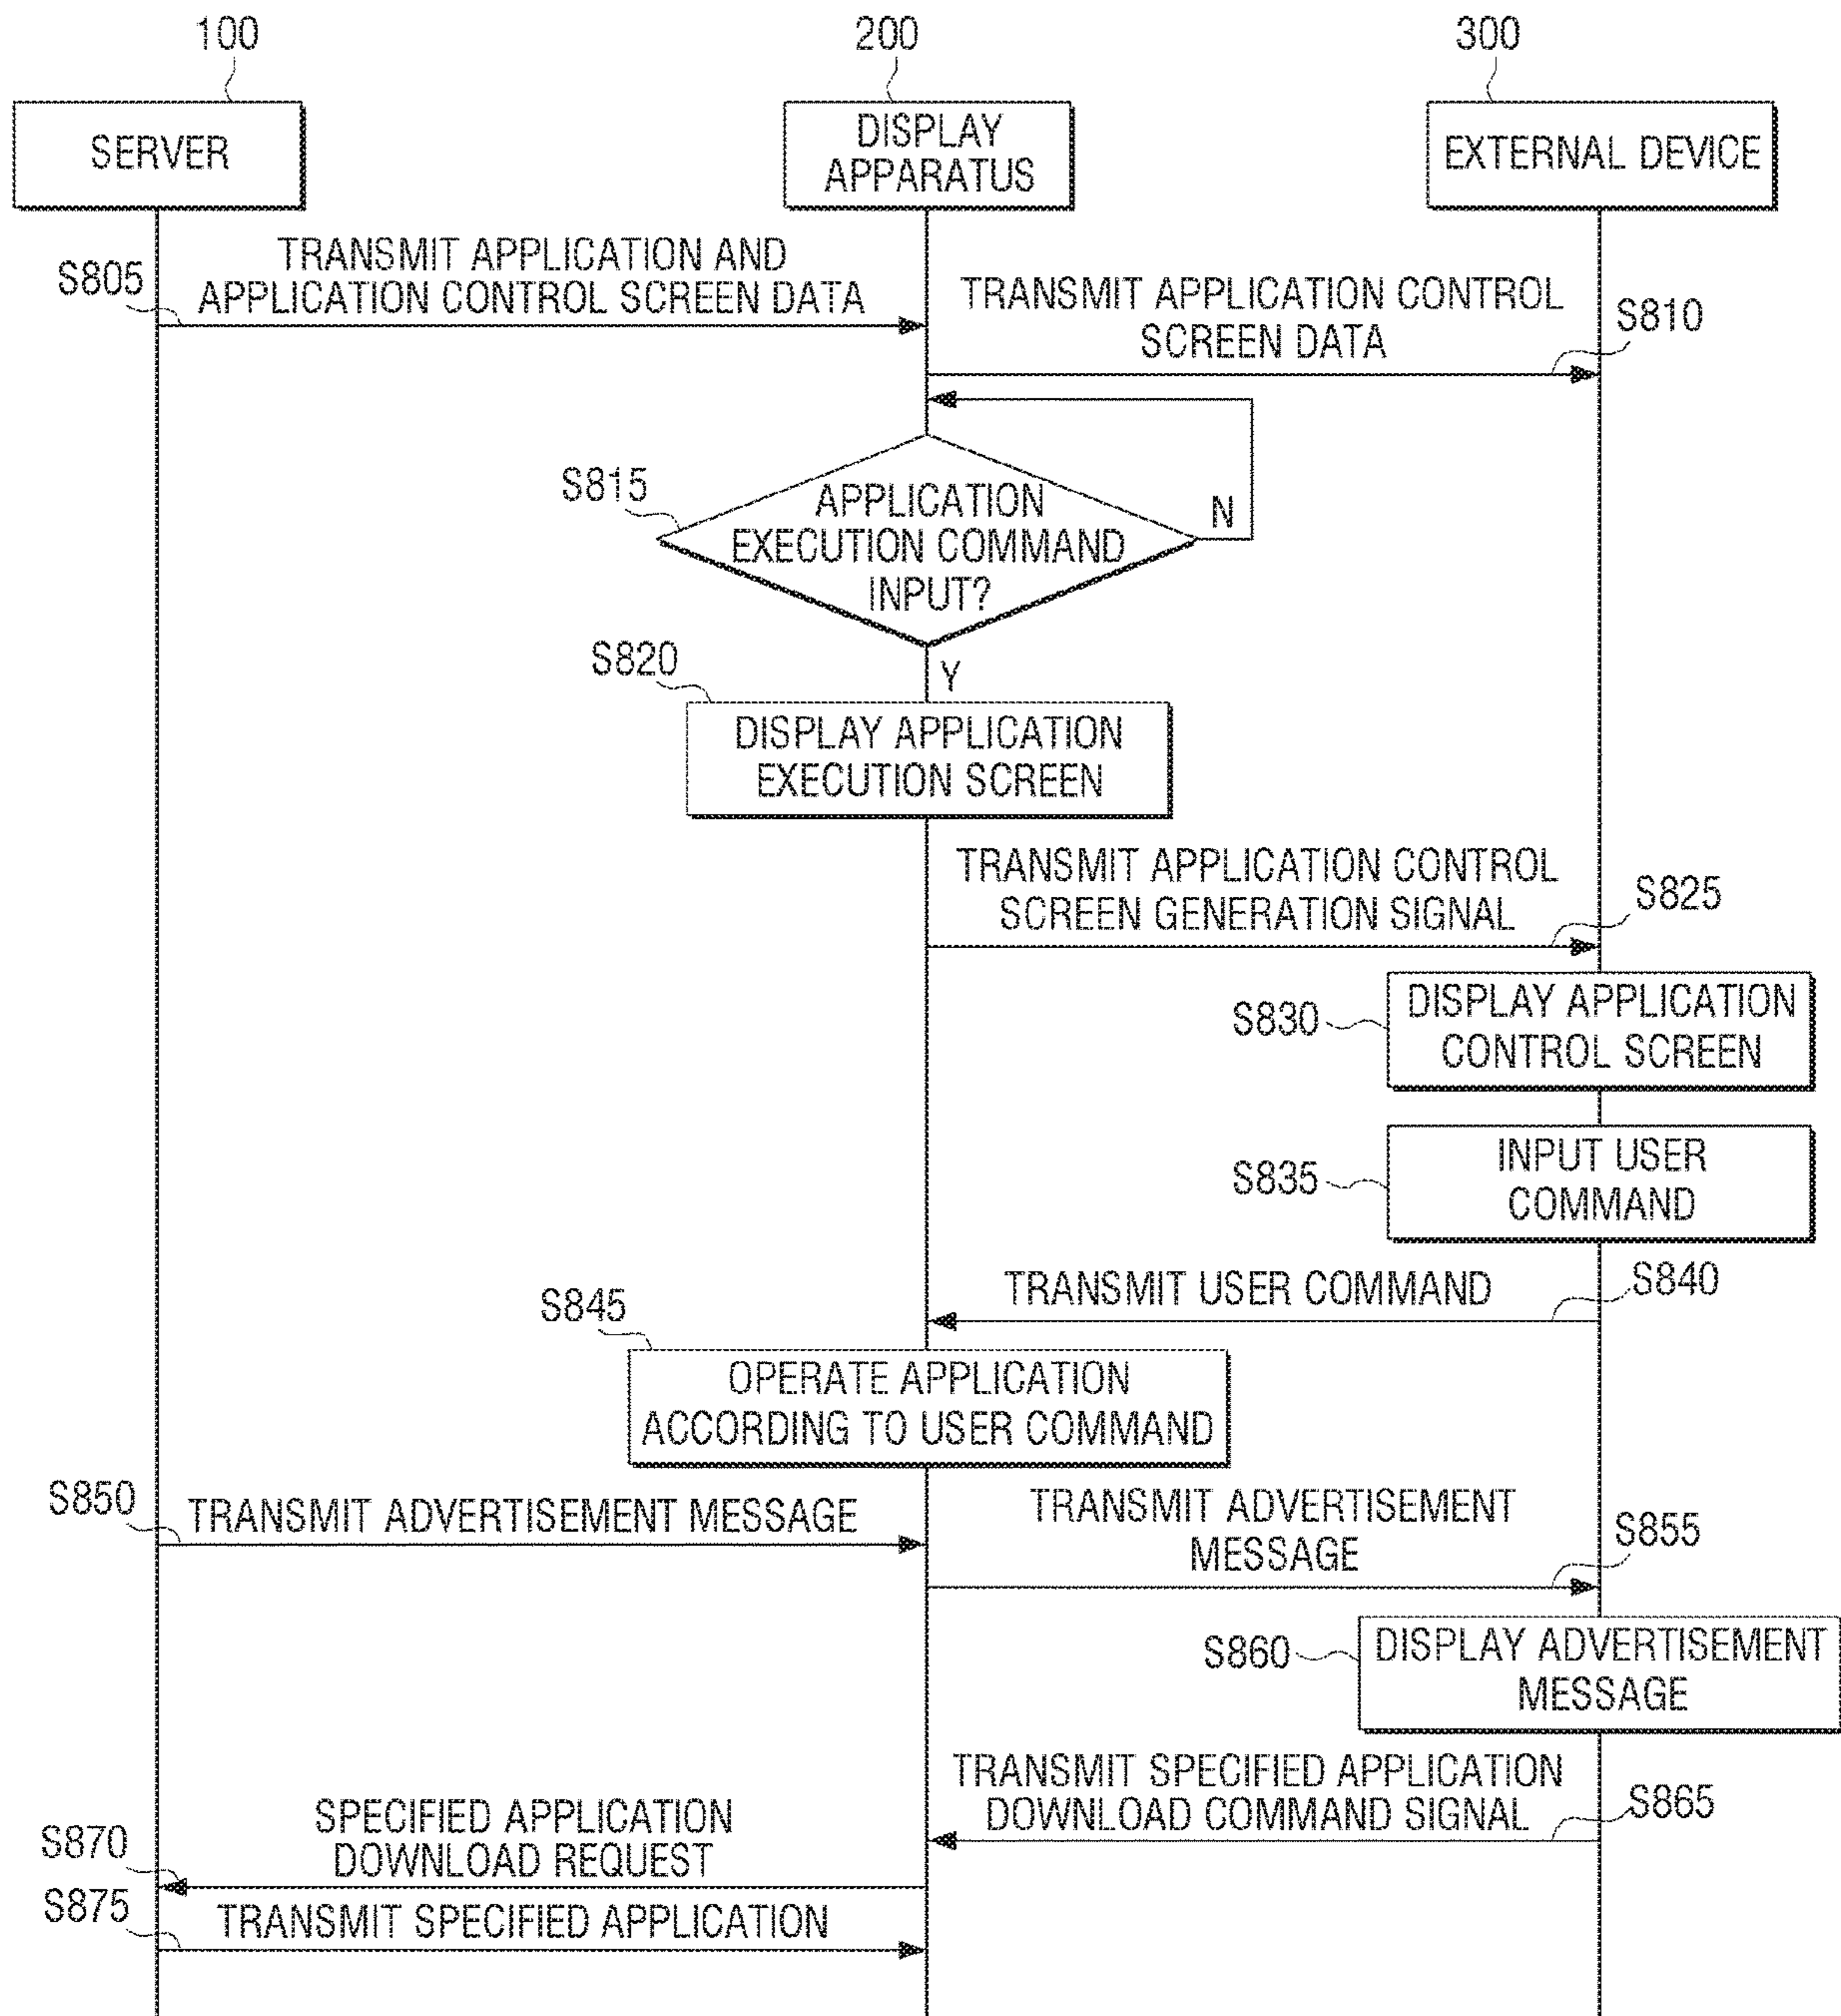 100
200
300
SERVER
DISPLAY
APPARATUS
EXTERNAL DEVICE
S805
TRANSMIT APPLICATION AND
APPLICATION CONTROL SCREEN DATA
TRANSMIT APPLICATION CONTROL
SCREEN DATA
S810
S815
APPLICATION
EXECUTION COMMAND
INPUT?
N
Y
S820
DISPLAY APPLICATION
EXECUTION SCREEN
TRANSMIT APPLICATION CONTROL
SCREEN GENERATION SIGNAL
S825
S830
DISPLAY APPLICATION
CONTROL SCREEN
S835
INPUT USER
COMMAND
TRANSMIT USER COMMAND
S840
S845
OPERATE APPLICATION
ACCORDING TO USER COMMAND
S850
TRANSMIT ADVERTISEMENT MESSAGE
TRANSMIT ADVERTISEMENT
MESSAGE
S855
S860
DISPLAY ADVERTISEMENT
MESSAGE
TRANSMIT SPECIFIED APPLICATION
DOWNLOAD COMMAND SIGNAL
S865
S870
SPECIFIED APPLICATION
DOWNLOAD REQUEST
S875
TRANSMIT SPECIFIED APPLICATION